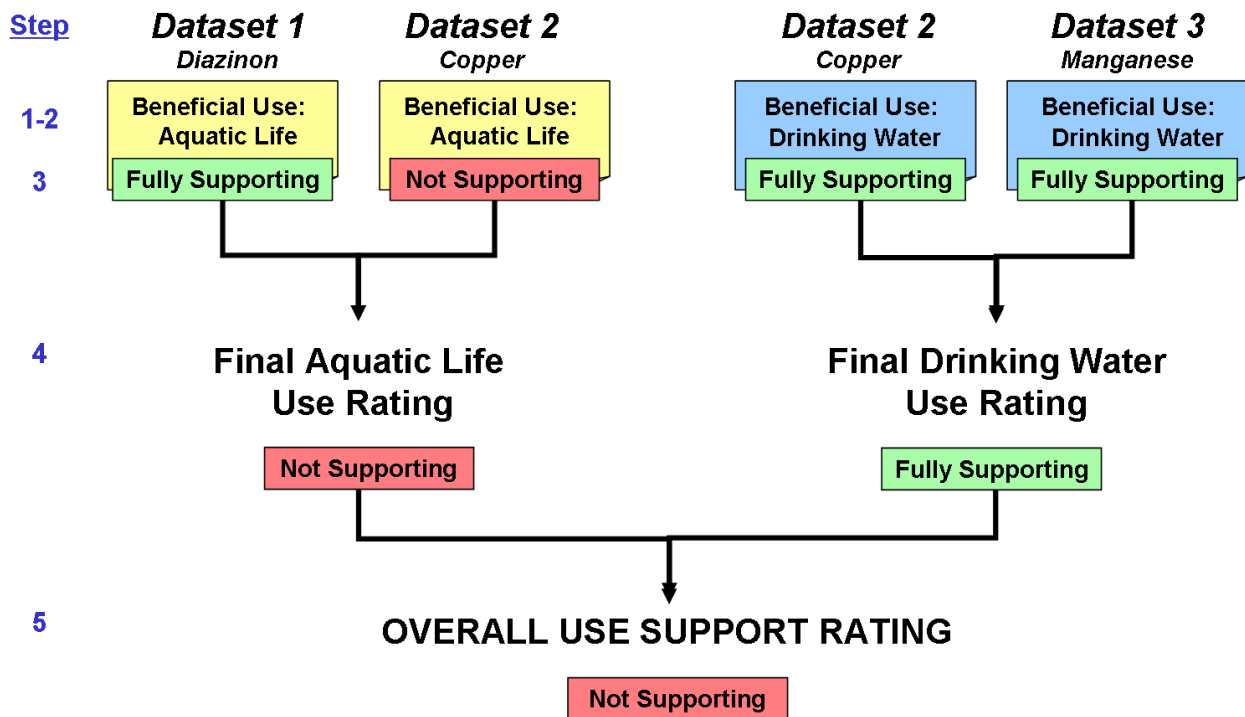 Step
Dataset 1
Dataset 2
Dataset 2
Dataset 3
Diazinon
Copper
Copper
Manganese
1-2
Beneficial Use:
Aquatic Life
Beneficial Use:
Aquatic Life
Beneficial Use:
Drinking Water
Beneficial Use:
Drinking Water
3
Fully Supporting
Not Supporting
Fully Supporting
Fully Supporting
4
Final Aquatic Life
Use Rating
Final Drinking Water
Use Rating
Not Supporting
Fully Supporting
5
OVERALL USE SUPPORT RATING
Not Supporting